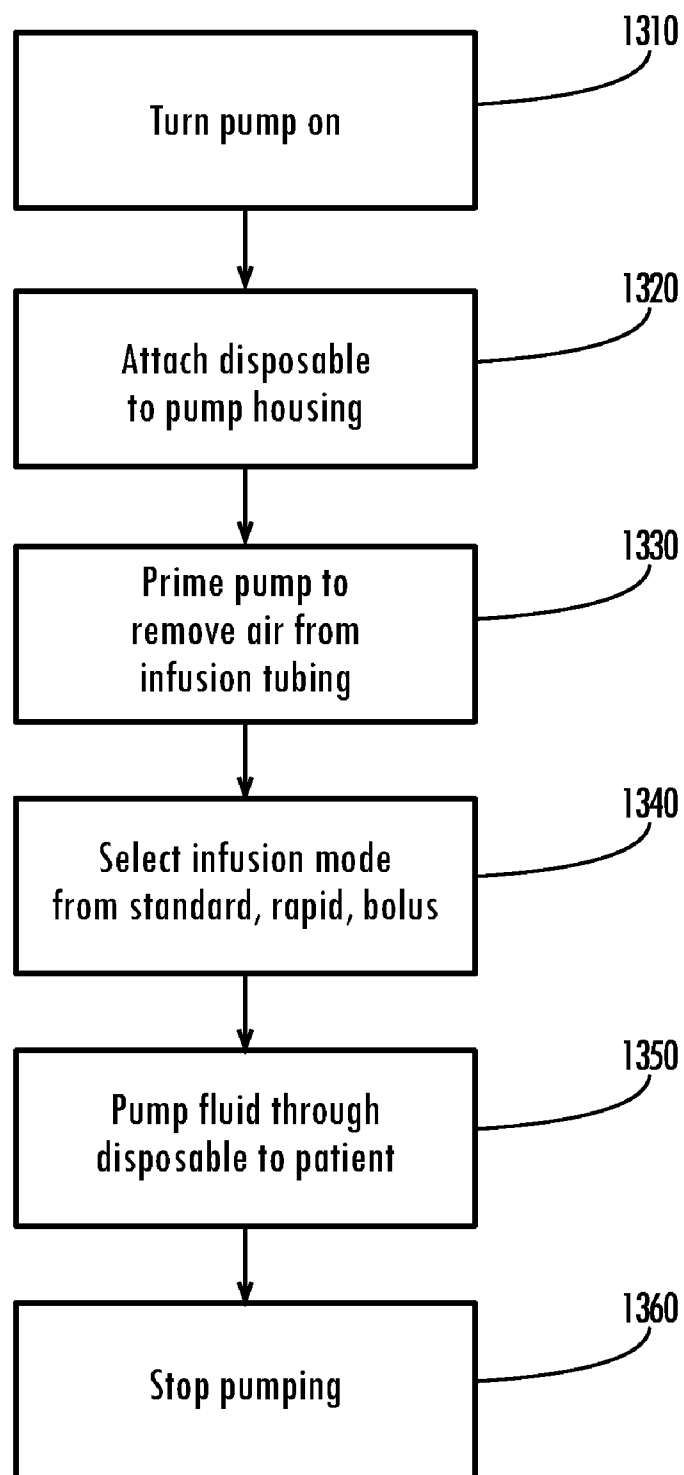 1310
Turn pump on
1320
Attach disposable
to pump housing
1330
Prime pump to
remove air from
infusion tubing
1340
Select infusion mode
from standard, rapid, bolus
1350
Pump fluid through
disposable to patient
1360
Stop pumping